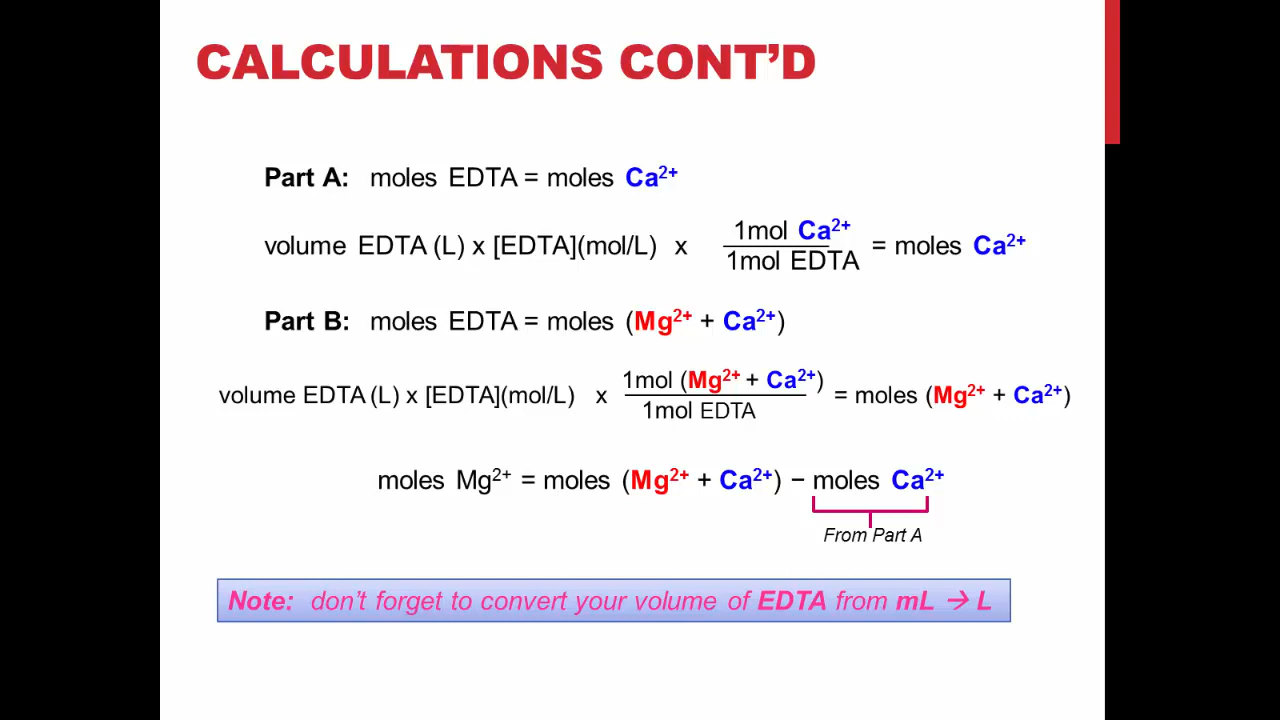 CALCULATIONS CONT’D
Part A: moles EDTA = moles Ca²⁺
volume EDTA (L) x [EDTA](mol/L) x 1mol Ca²⁺ / 1mol EDTA = moles Ca²⁺
Part B: moles EDTA = moles (Mg²⁺ + Ca²⁺)
volume EDTA (L) x [EDTA](mol/L) x 1mol (Mg²⁺ + Ca²⁺) / 1mol EDTA = moles (Mg²⁺ + Ca²⁺)
moles Mg²⁺ = moles (Mg²⁺ + Ca²⁺) − moles Ca²⁺
From Part A
Note: don’t forget to convert your volume of EDTA from mL → L